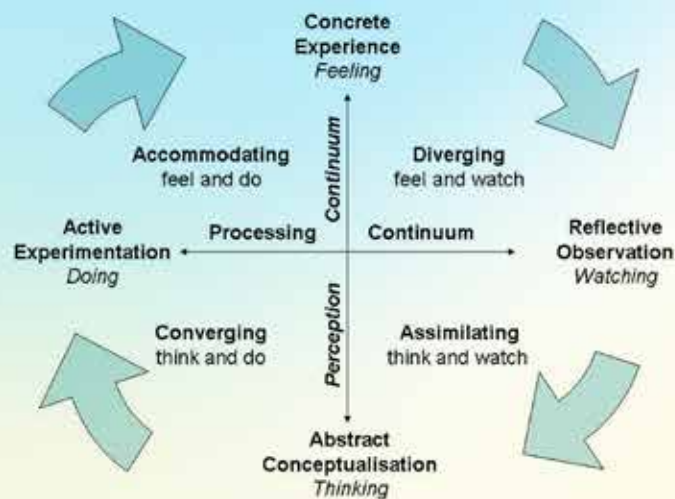 Concrete
Experience
Feeling
Accommodating
feel and do
Continuum
Diverging
feel and watch
Active
Experimentation
Doing
Processing
Continuum
Reflective
Observation
Watching
Converging
think and do
Perception
Assimilating
think and watch
Abstract
Conceptualisation
Thinking